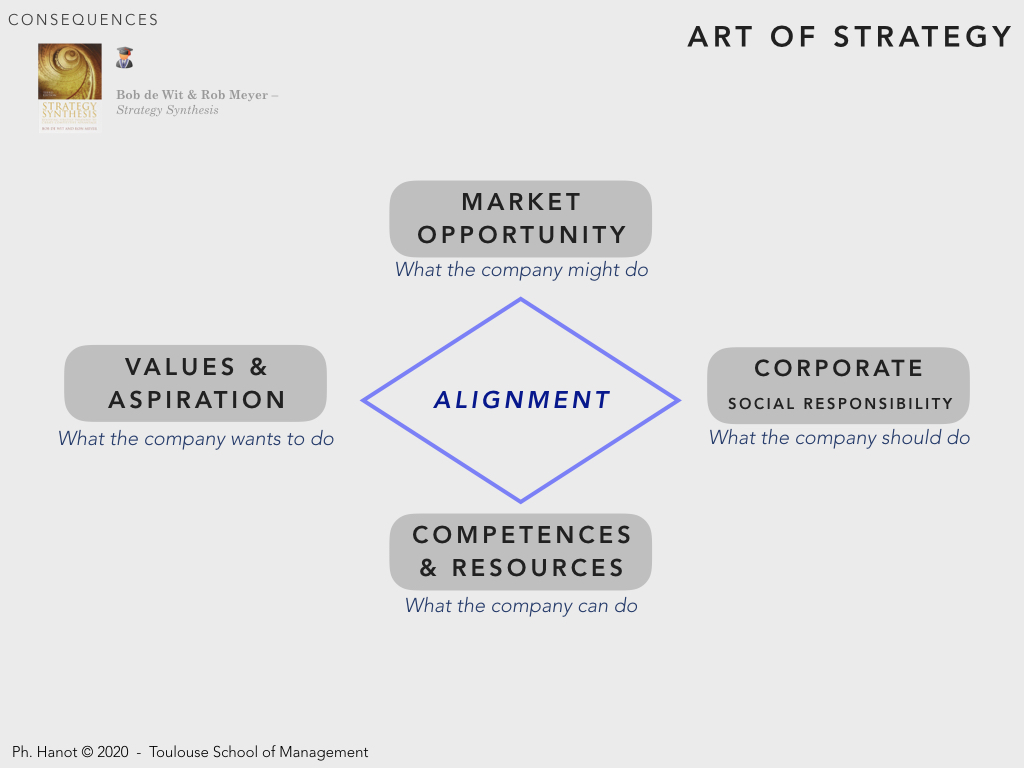 CONSEQUENCES
ART OF STRATEGY
Bob de Wit & Rob Meyer –
Strategy Synthesis
STRATEGY
SYNTHESIS
BOB DE WIT AND RON MEYER
MARKET
OPPORTUNITY
What the company might do
VALUES &
ASPIRATION
What the company wants to do
ALIGNMENT
CORPORATE
SOCIAL RESPONSIBILITY
What the company should do
COMPETENCES
& RESOURCES
What the company can do
Ph. Hanot © 2020 - Toulouse School of Management